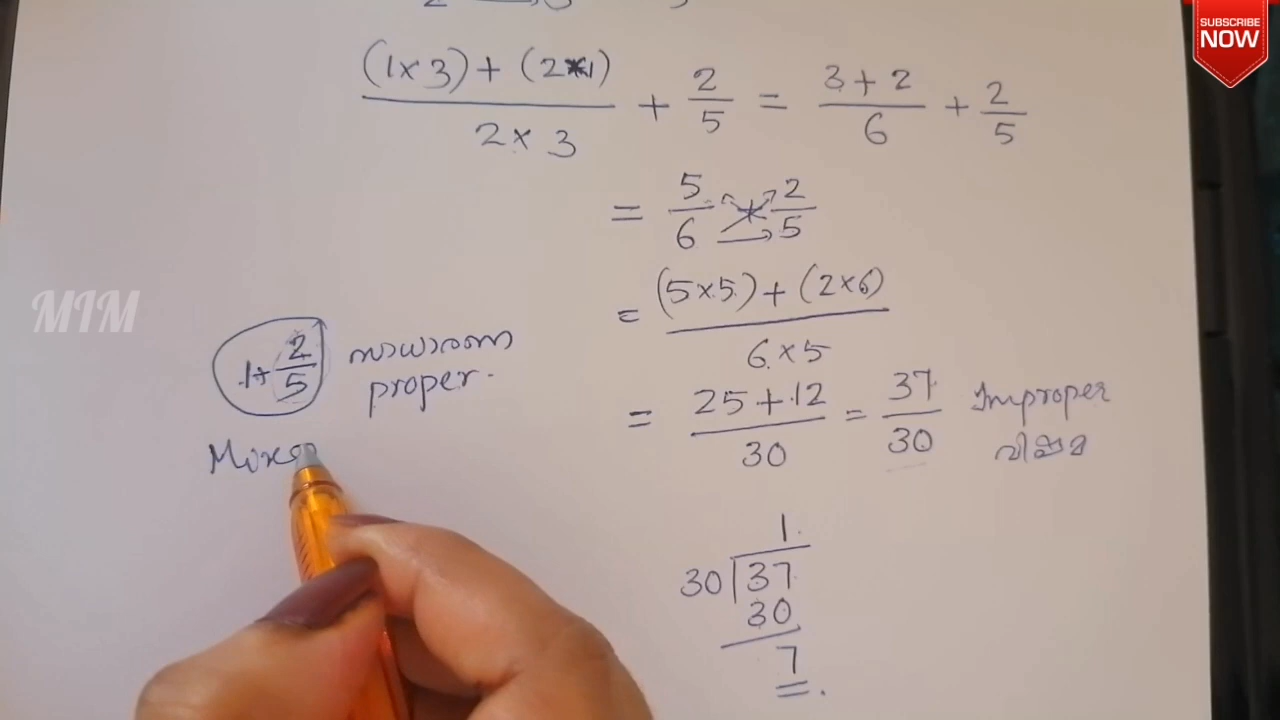 SUBSCRIBE
NOW
(1×3)+(2×1)/2×3 + 2/5 = 3+2/6 + 2/5
= 5/6 + 2/5
= (5×5)+(2×6)/6×5
= 25+12/30 = 37/30 Improper
വിഷമ
MIM
1+ 2/5 സാധാരണ
proper.
Mixe
1.
30)37
30
7